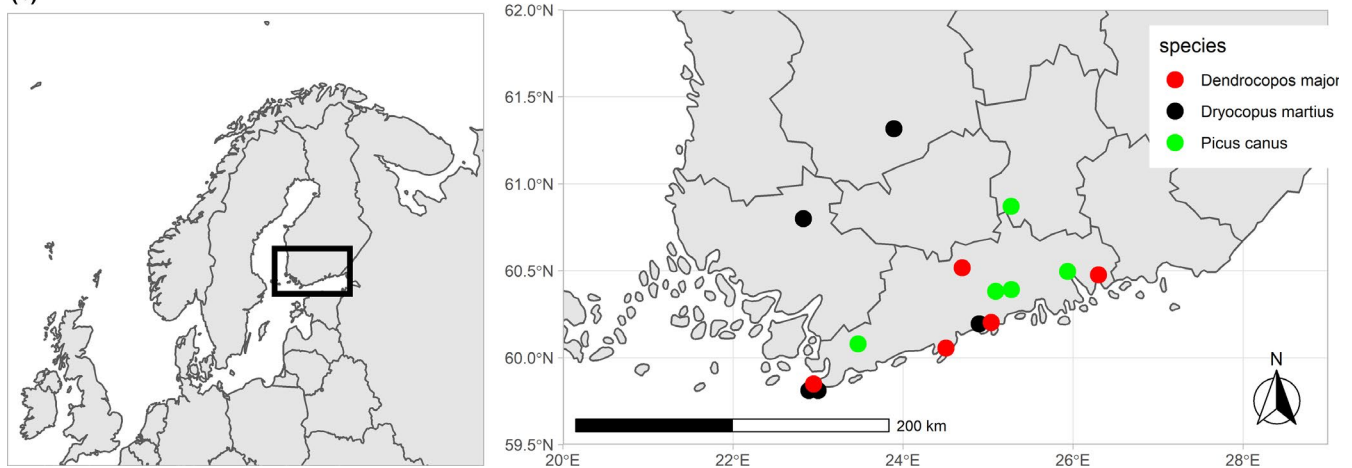 62.0°N
61.5°N
61.0°N
60.5°N
60.0°N
59.5°N
20°E
22°E
24°E
26°E
28°E
species
Dendrocopos major
Dryocopus martius
Picus canus
200 km
N